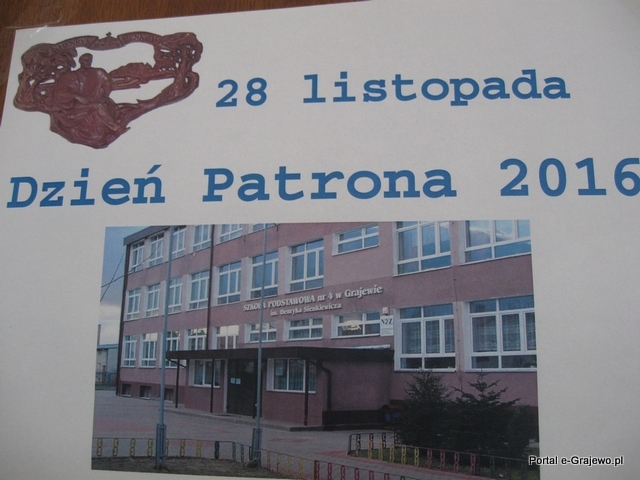 28 listopada
Dzień Patrona 2016
SZKOŁA PODSTAWOWA nr 4 w Grajewie
im. Henryka Sienkiewicza
Portal e-Grajewo.pl